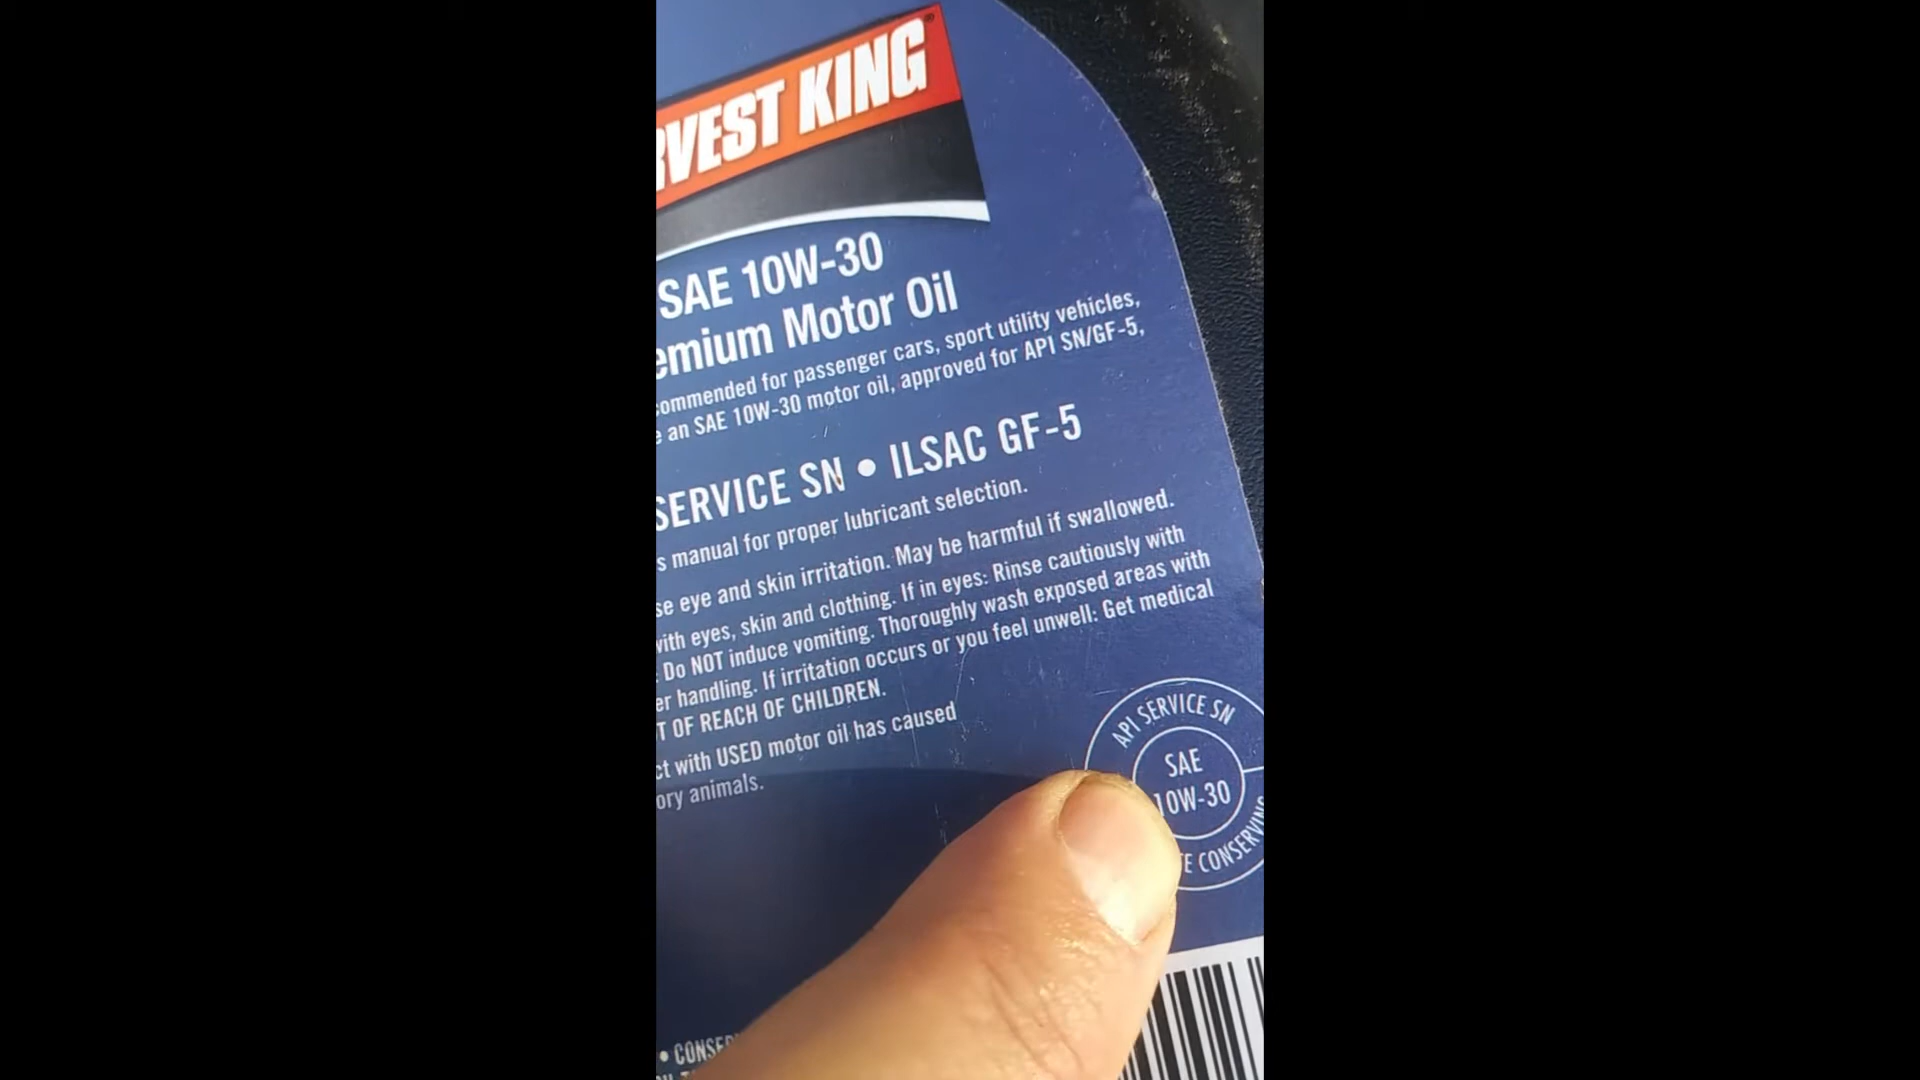 RVEST KING®
SAE 10W-30
emium Motor Oil
commended for passenger cars, sport utility vehicles,
e an SAE 10W-30 motor oil, approved for API SN/GF-5,
SERVICE SN • ILSAC GF-5
s manual for proper lubricant selection.
se eye and skin irritation. May be harmful if swallowed.
with eyes, skin and clothing. If in eyes: Rinse cautiously with
: Do NOT induce vomiting. Thoroughly wash exposed areas with
er handling. If irritation occurs or you feel unwell: Get medical
T OF REACH OF CHILDREN.
ct with USED motor oil has caused
ory animals.
API SERVICE SN
SAE
10W-30
E CONSERVING
• CONSER